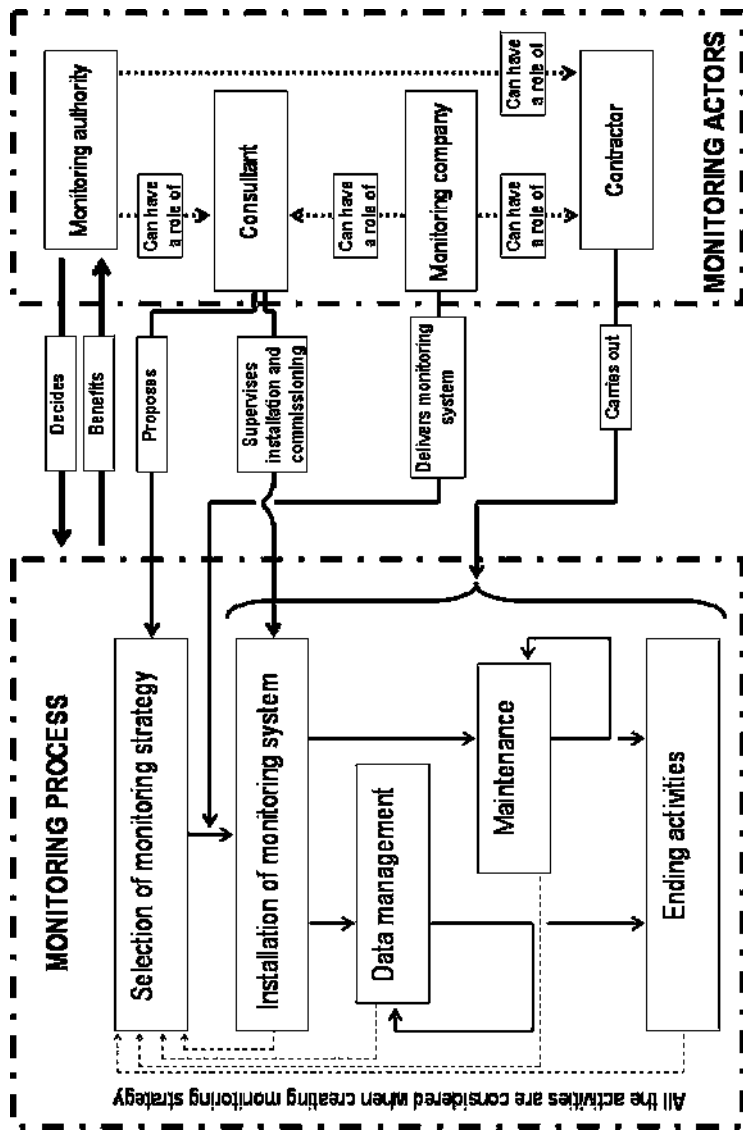 MONITORING PROCESS
Selection of monitoring strategy
Installation of monitoring system
Data management
Maintenance
Ending activities
All the activities are considered when creating monitoring strategy
Decides
Benefits
Proposes
Supervises
installation and
commissioning
Delivers monitoring
system
Carries out
Monitoring authority
Can have
a role of
Consultant
Can have
a role of
Monitoring company
Can have
a role of
Can have
a role of
Contractor
MONITORING ACTORS